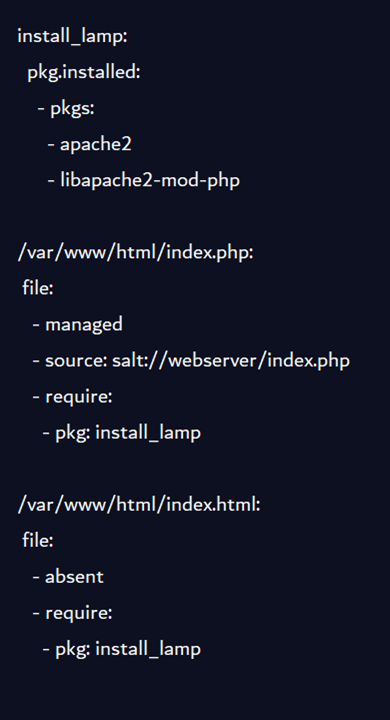 install_lamp:
pkg.installed:
- pkgs:
- apache2
- libapache2-mod-php
/var/www/html/index.php:
file:
- managed
- source: salt://webserver/index.php
- require:
- pkg: install_lamp
/var/www/html/index.html:
file:
- absent
- require:
- pkg: install_lamp